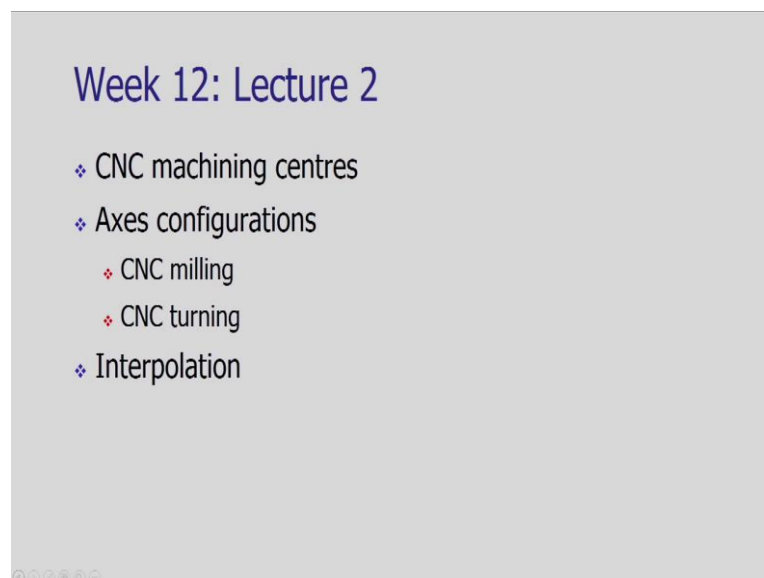 Week 12: Lecture 2
CNC machining centres
Axes configurations
CNC milling
CNC turning
Interpolation